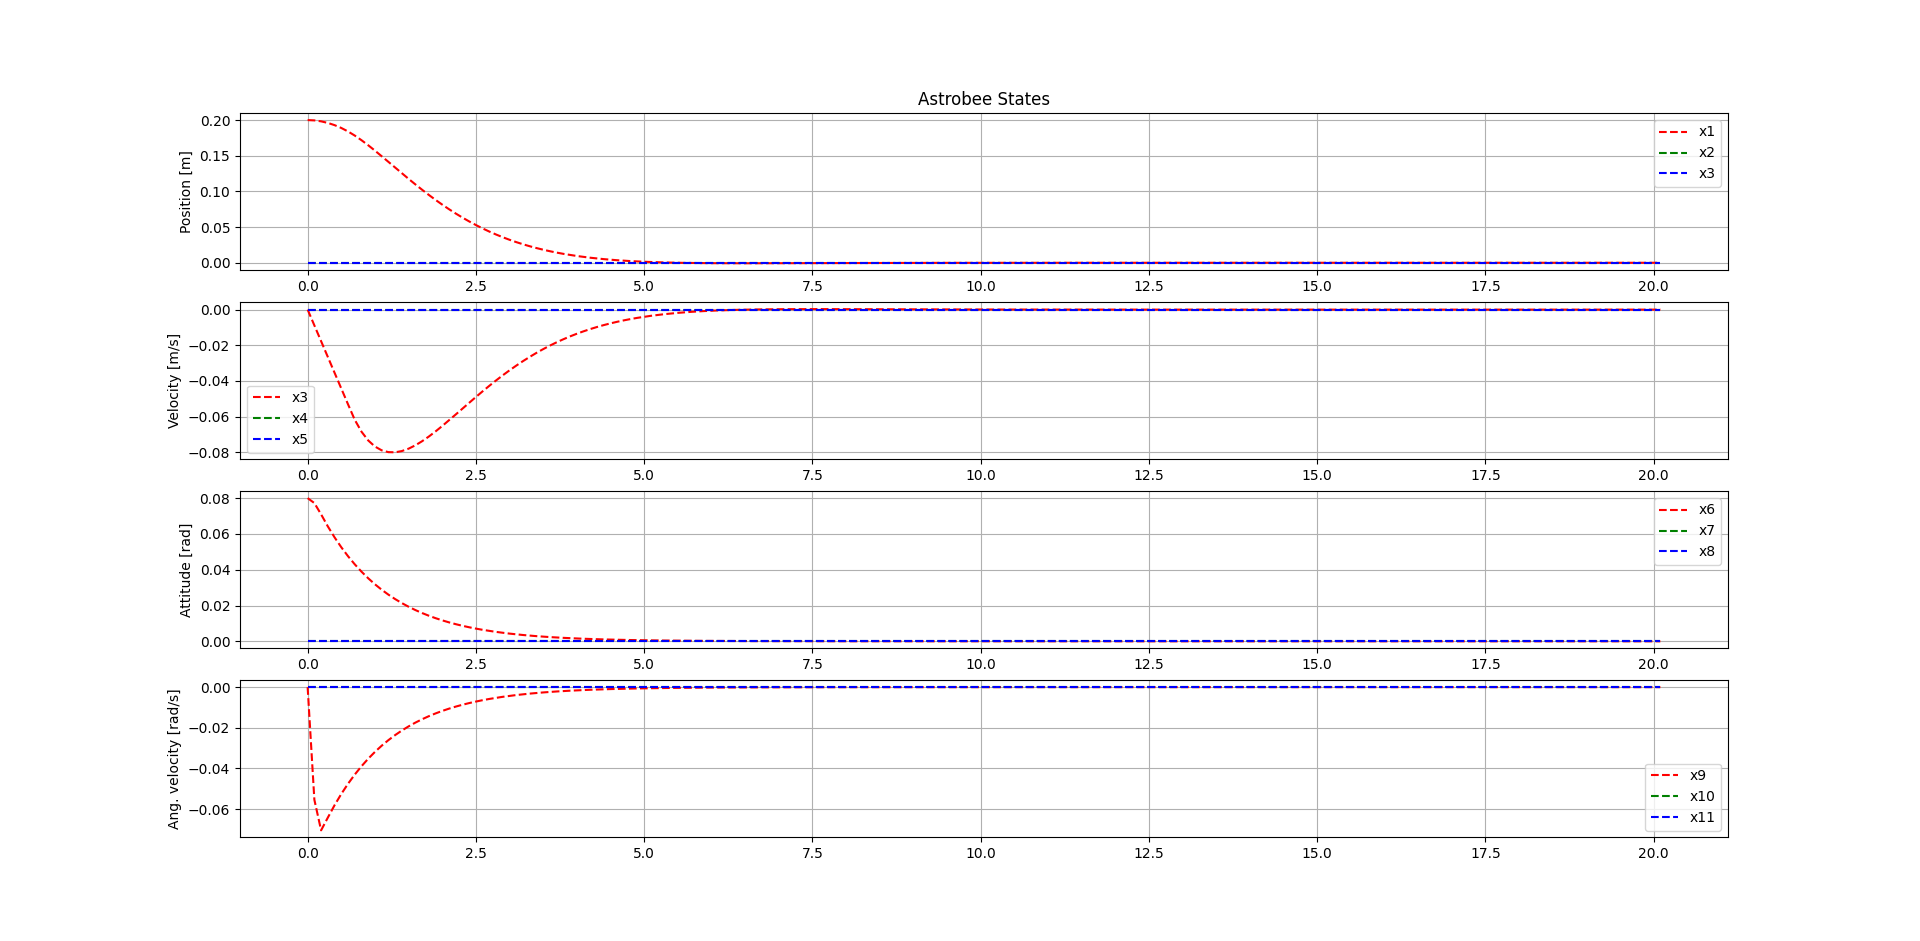 Astrobee States
Position [m]
0.20
0.15
0.10
0.05
0.00
x1
x2
x3
0.0 2.5 5.0 7.5 10.0 12.5 15.0 17.5 20.0
Velocity [m/s]
0.00
−0.02
−0.04
−0.06
−0.08
x3
x4
x5
0.0 2.5 5.0 7.5 10.0 12.5 15.0 17.5 20.0
Attitude [rad]
0.08
0.06
0.04
0.02
0.00
x6
x7
x8
0.0 2.5 5.0 7.5 10.0 12.5 15.0 17.5 20.0
Ang. velocity [rad/s]
0.00
−0.02
−0.04
−0.06
x9
x10
x11
0.0 2.5 5.0 7.5 10.0 12.5 15.0 17.5 20.0